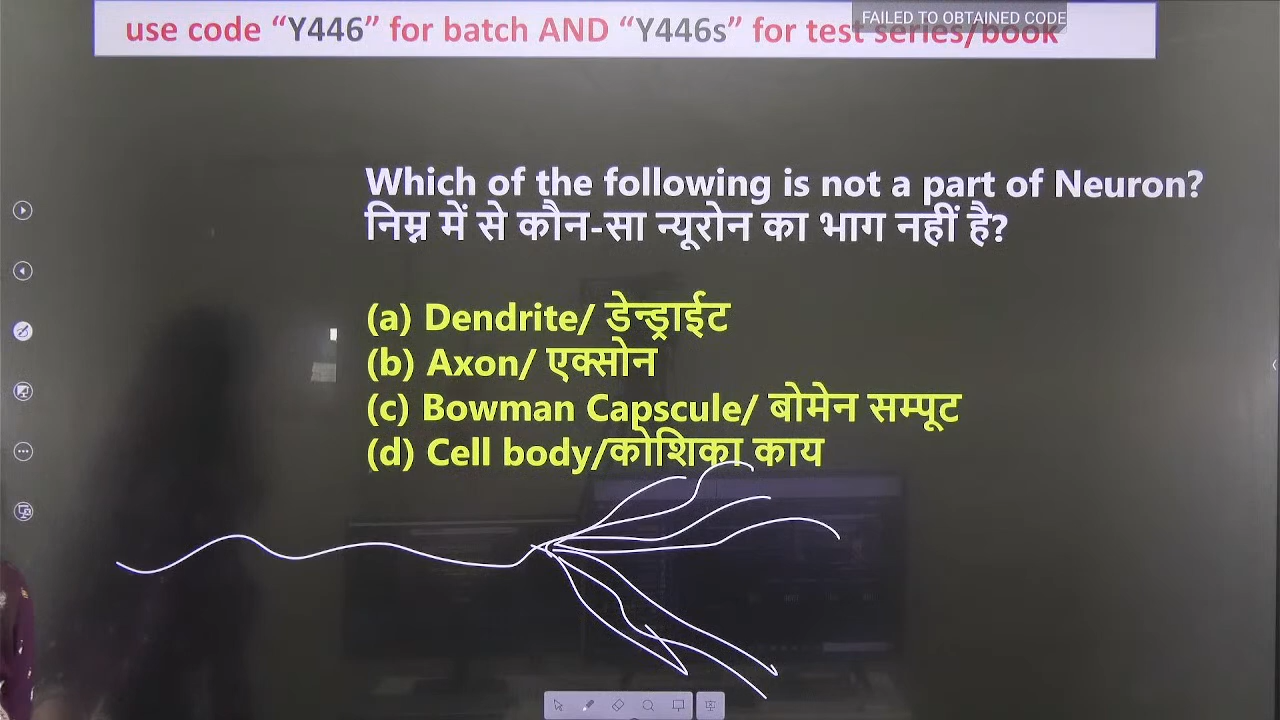 use code “Y446” for batch AND “Y446s” for test series/book
FAILED TO OBTAINED CODE
Which of the following is not a part of Neuron?
निम्न में से कौन-सा न्यूरोन का भाग नहीं है?
(a) Dendrite/ डेन्ड्राईट
(b) Axon/ एक्सोन
(c) Bowman Capscule/ बोमेन सम्पूट
(d) Cell body/कोशिका काय